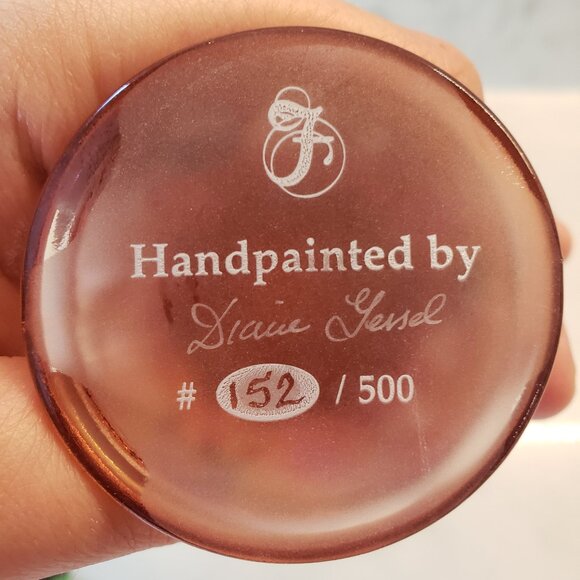 F
Handpainted by
Diane Gessel
# 152 / 500